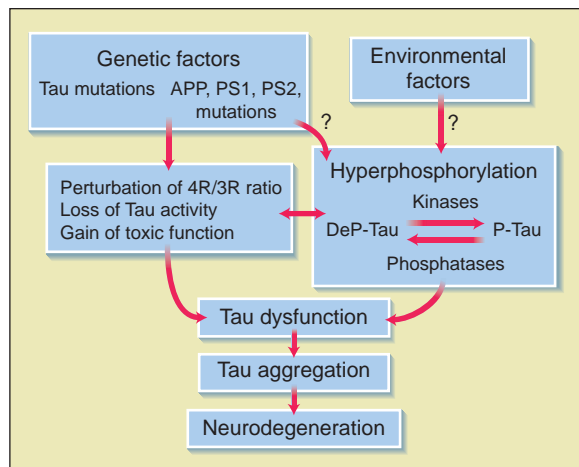 Genetic factors
Tau mutations APP, PS1, PS2,
mutations
Environmental
factors
?
?
Perturbation of 4R/3R ratio
Loss of Tau activity
Gain of toxic function
Hyperphosphorylation
Kinases
DeP-Tau P-Tau
Phosphatases
Tau dysfunction
Tau aggregation
Neurodegeneration